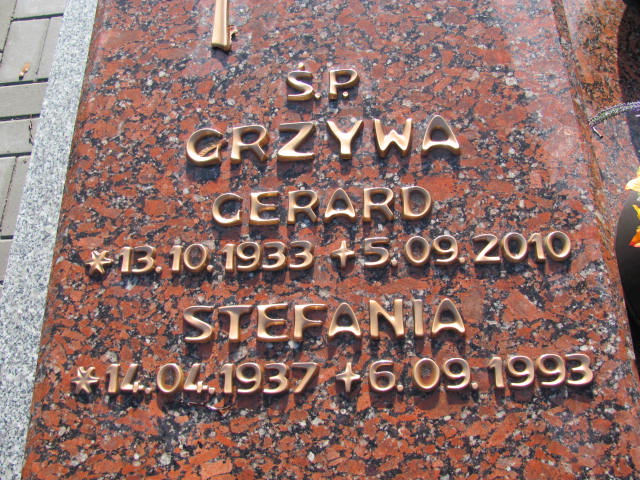 Ś.P.
GRZYWA
GERARD
*13.10.1933 +5.09.2010
STEFANIA
*14.04.1937 +6.09.1993